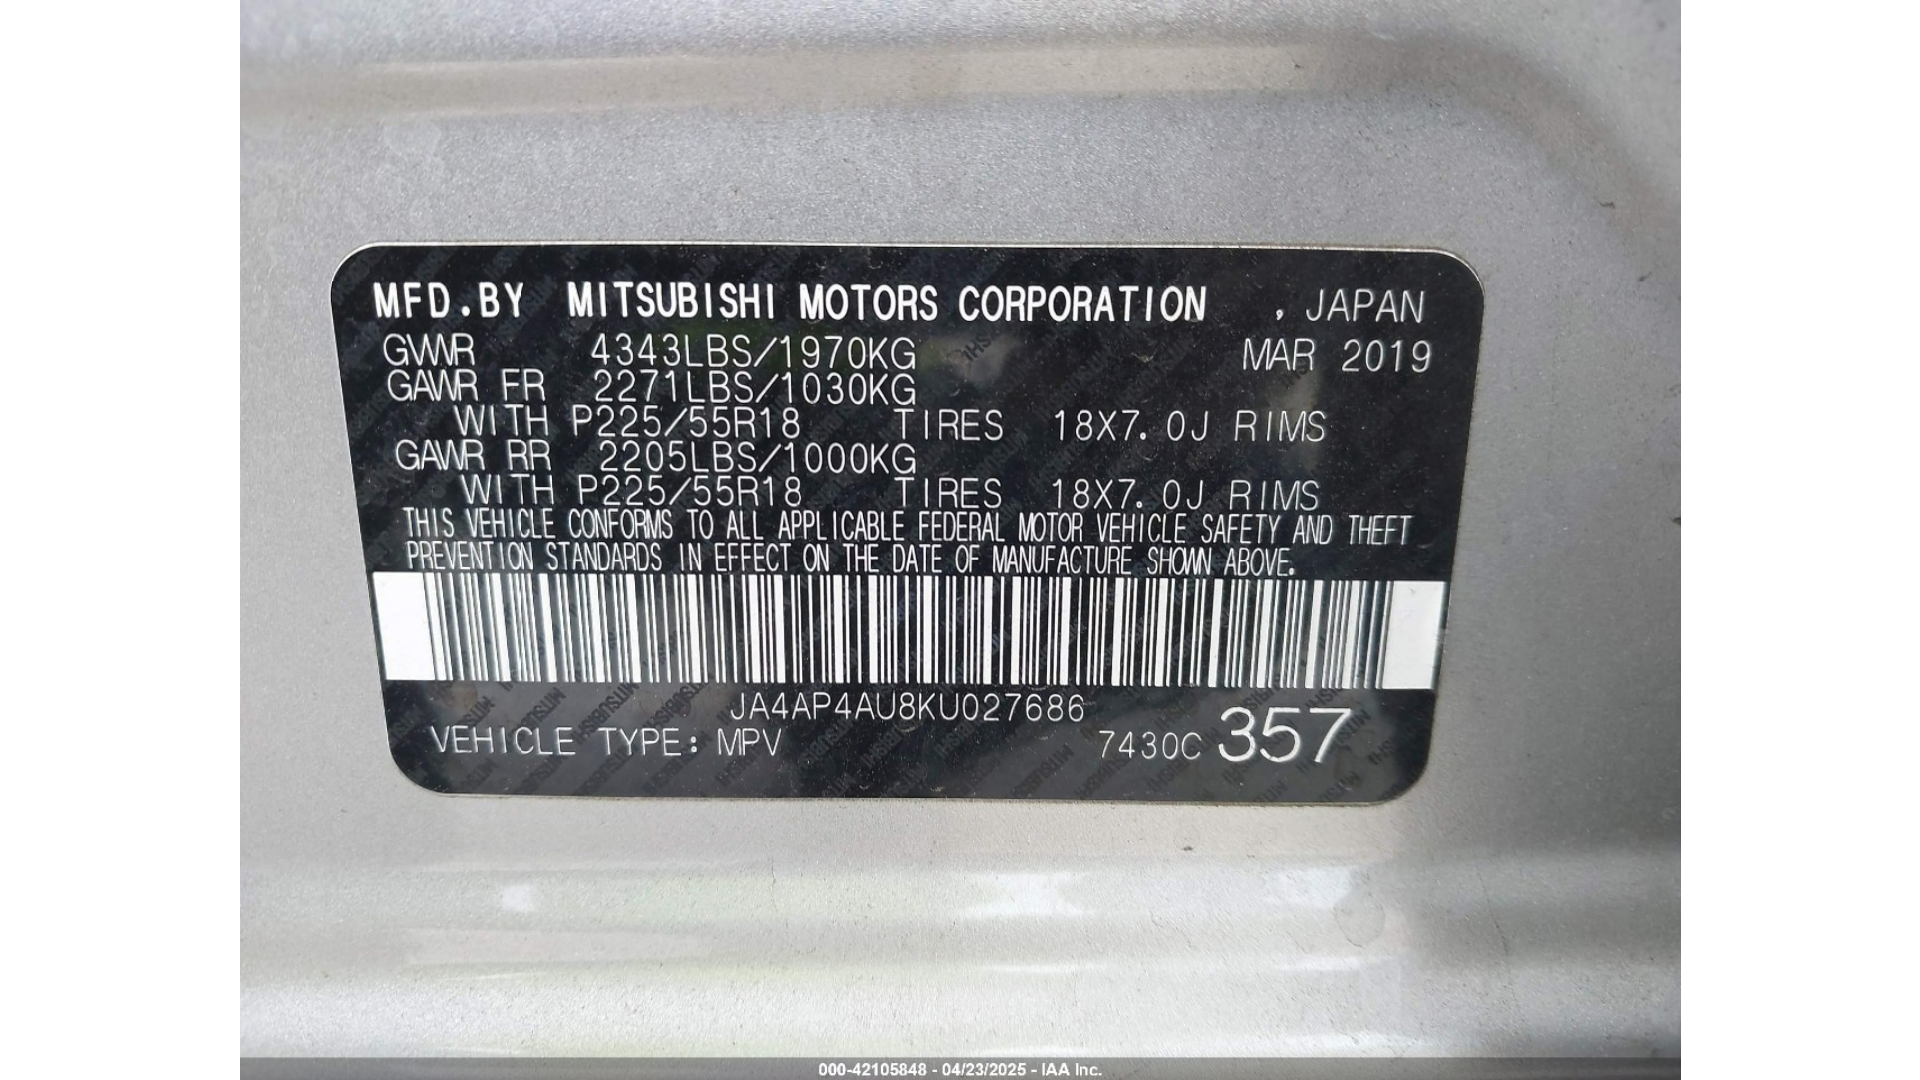 MFD.BY MITSUBISHI MOTORS CORPORATION , JAPAN
GVWR 4343LBS/1970KG MAR 2019
GAWR FR 2271LBS/1030KG
WITH P225/55R18 TIRES 18X7.0J RIMS
GAWR RR 2205LBS/1000KG
WITH P225/55R18 TIRES 18X7.0J RIMS
THIS VEHICLE CONFORMS TO ALL APPLICABLE FEDERAL MOTOR VEHICLE SAFETY AND THEFT
PREVENTION STANDARDS IN EFFECT ON THE DATE OF MANUFACTURE SHOWN ABOVE.
JA4AP4AU8KU027686
VEHICLE TYPE: MPV 7430C 357
000-42105848 - 04/23/2025 - IAA Inc.